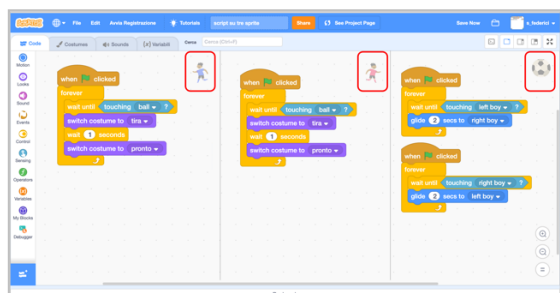 SCRATCH
File
Edit
Avvia Registrazione
Tutorials
script su tre sprite
Share
See Project Page
Save Now
Code
Costumes
Sounds
Variabili
Cerca
Cerca (Ctrl+F)
Motion
Looks
Sound
Events
Control
Sensing
Operators
Variables
My Blocks
Debugger
when clicked
forever
wait until touching ball ?
switch costume to tira
wait 1 seconds
switch costume to pronto
when clicked
forever
wait until touching ball ?
switch costume to tira
wait 1 seconds
switch costume to pronto
when clicked
forever
wait until touching left boy ?
glide 2 secs to right boy
when clicked
forever
wait until touching right boy ?
glide 2 secs to left boy